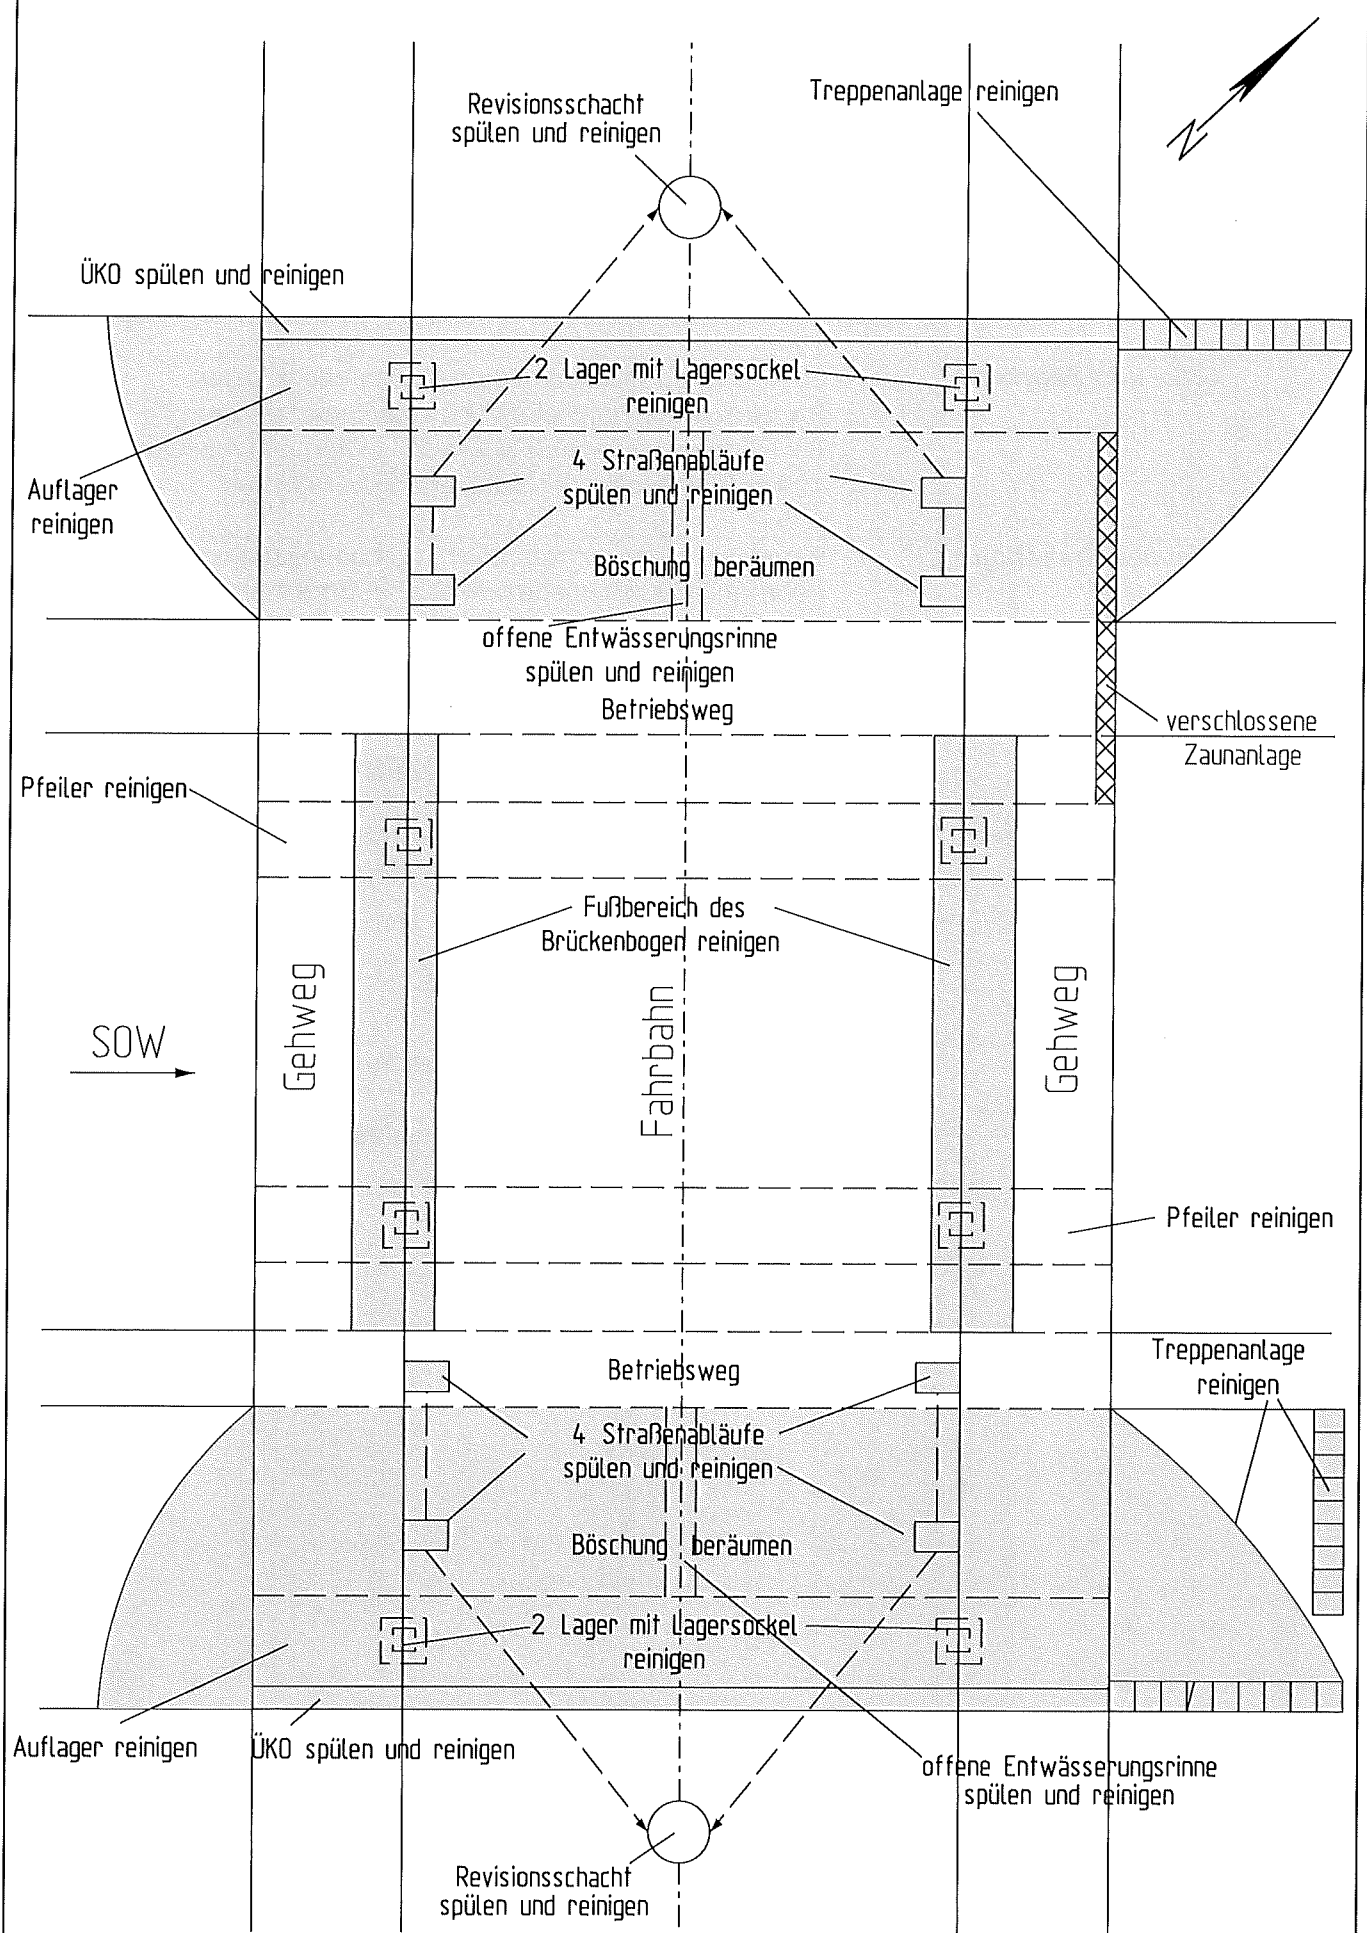 Revisionsschacht
spülen und reinigen
Treppenanlage reinigen
N
ÜKO spülen und reinigen
2 Lager mit Lagersockel
reinigen
Auflager
reinigen
4 Straßenabläufe
spülen und reinigen
Böschung beräumen
offene Entwässerungsrinne
spülen und reinigen
Betriebsweg
verschlossene
Zaunanlage
Pfeiler reinigen
Fußbereich des
Brückenbogen reinigen
SOW
Gehweg
Fahrbahn
Gehweg
Pfeiler reinigen
Betriebsweg
Treppenanlage
reinigen
4 Straßenabläufe
spülen und reinigen
Böschung beräumen
2 Lager mit Lagersockel
reinigen
Auflager reinigen
ÜKO spülen und reinigen
offene Entwässerungsrinne
spülen und reinigen
Revisionsschacht
spülen und reinigen